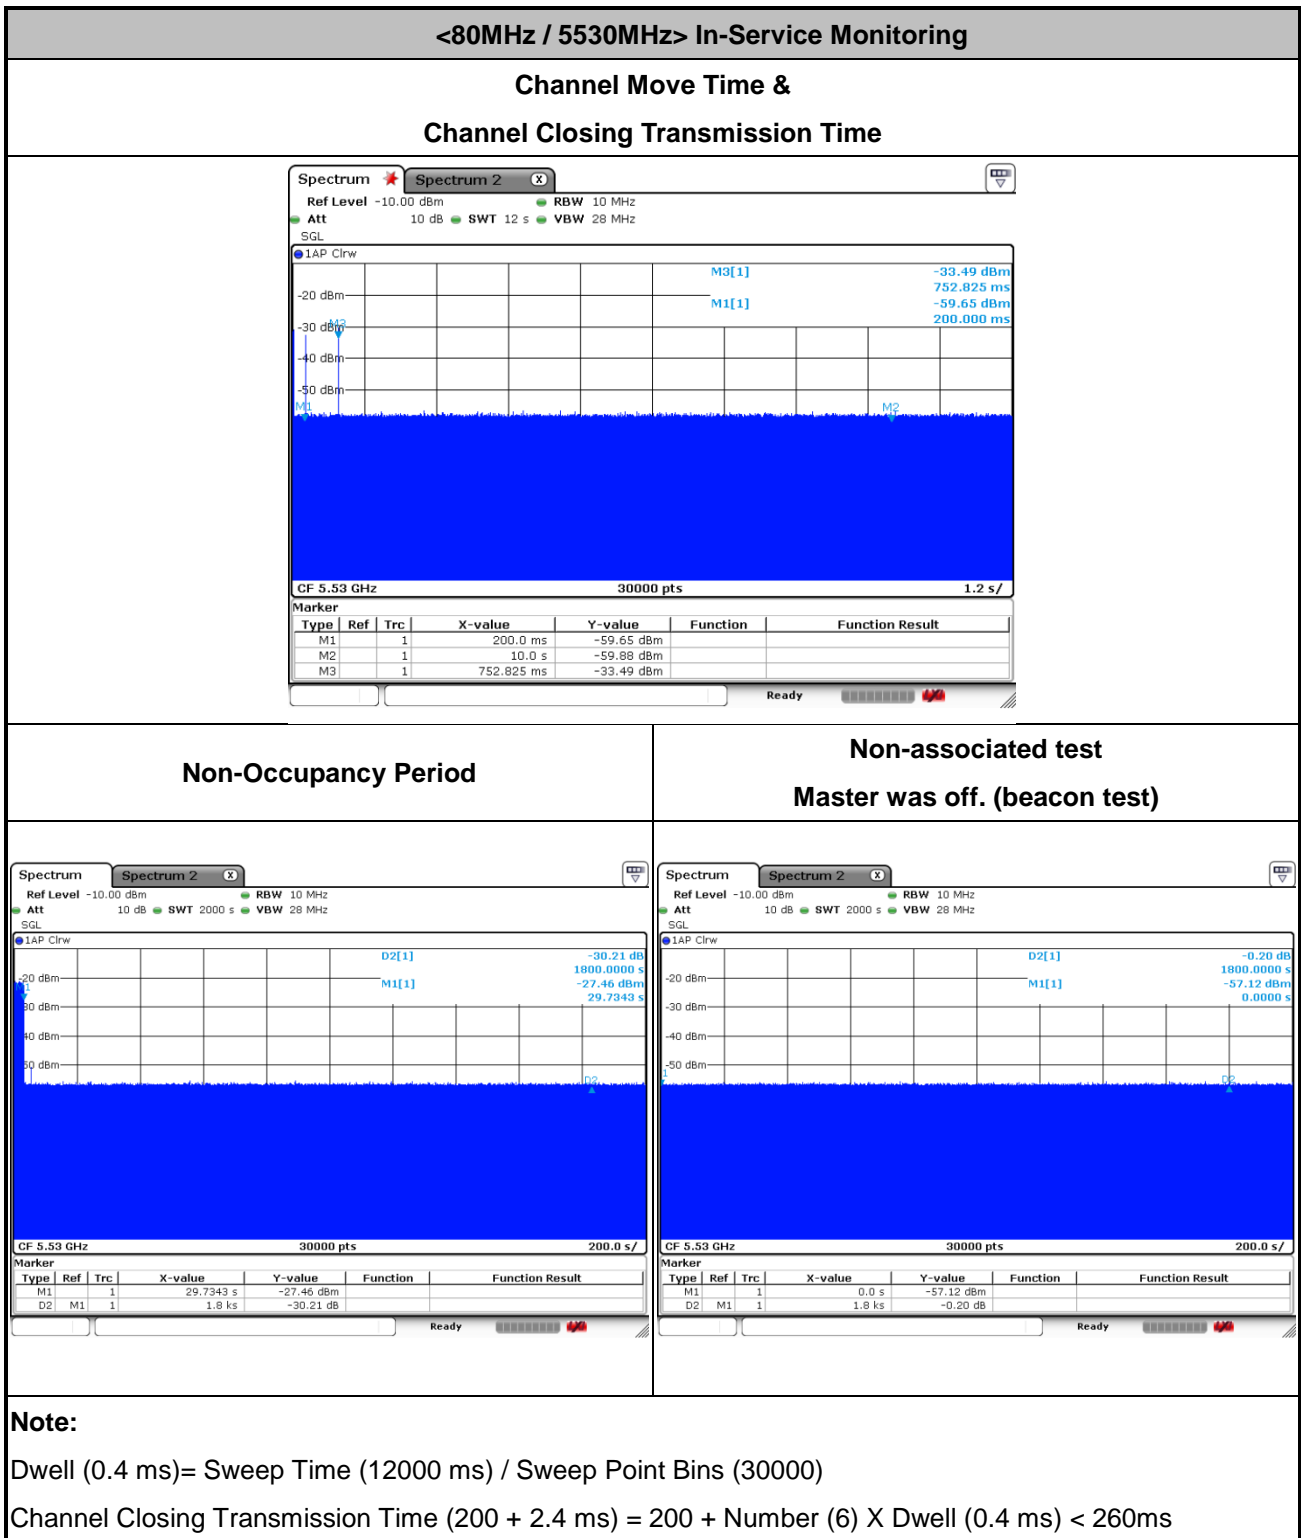 <80MHz / 5530MHz> In-Service Monitoring
Channel Move Time &
Channel Closing Transmission Time
Spectrum Spectrum 2 X
Ref Level -10.00 dBm RBW 10 MHz
Att 10 dB SWT 12 s VBW 28 MHz
SGL
1AP Clrw
M3[1] -33.49 dBm
752.825 ms
-20 dBm
M1[1] -59.65 dBm
200.000 ms
M3
-30 dBm
-40 dBm
-50 dBm
M1 M2
CF 5.53 GHz 30000 pts 1.2 s/
Marker
Type Ref Trc X-value Y-value Function Function Result
M1 1 200.0 ms -59.65 dBm
M2 1 10.0 s -59.88 dBm
M3 1 752.825 ms -33.49 dBm
Ready
Non-Occupancy Period
Spectrum Spectrum 2 X
Ref Level -10.00 dBm RBW 10 MHz
Att 10 dB SWT 2000 s VBW 28 MHz
SGL
1AP Clrw
D2[1] -30.21 dB
1800.0000 s
-20 dBm
M1[1] -27.46 dBm
29.7343 s
M1
-30 dBm
-40 dBm
-50 dBm
D2
CF 5.53 GHz 30000 pts 200.0 s/
Marker
Type Ref Trc X-value Y-value Function Function Result
M1 1 29.7343 s -27.46 dBm
D2 M1 1 1.8 ks -30.21 dB
Ready
Non-associated test
Master was off. (beacon test)
Spectrum Spectrum 2 X
Ref Level -10.00 dBm RBW 10 MHz
Att 10 dB SWT 2000 s VBW 28 MHz
SGL
1AP Clrw
D2[1] -0.20 dB
1800.0000 s
-20 dBm
M1[1] -57.12 dBm
0.0000 s
-30 dBm
-40 dBm
-50 dBm
1 D2
CF 5.53 GHz 30000 pts 200.0 s/
Marker
Type Ref Trc X-value Y-value Function Function Result
M1 1 0.0 s -57.12 dBm
D2 M1 1 1.8 ks -0.20 dB
Ready
Note:
Dwell (0.4 ms)= Sweep Time (12000 ms) / Sweep Point Bins (30000)
Channel Closing Transmission Time (200 + 2.4 ms) = 200 + Number (6) X Dwell (0.4 ms) < 260ms